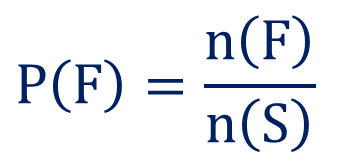 P(F) = n(F)/n(S)